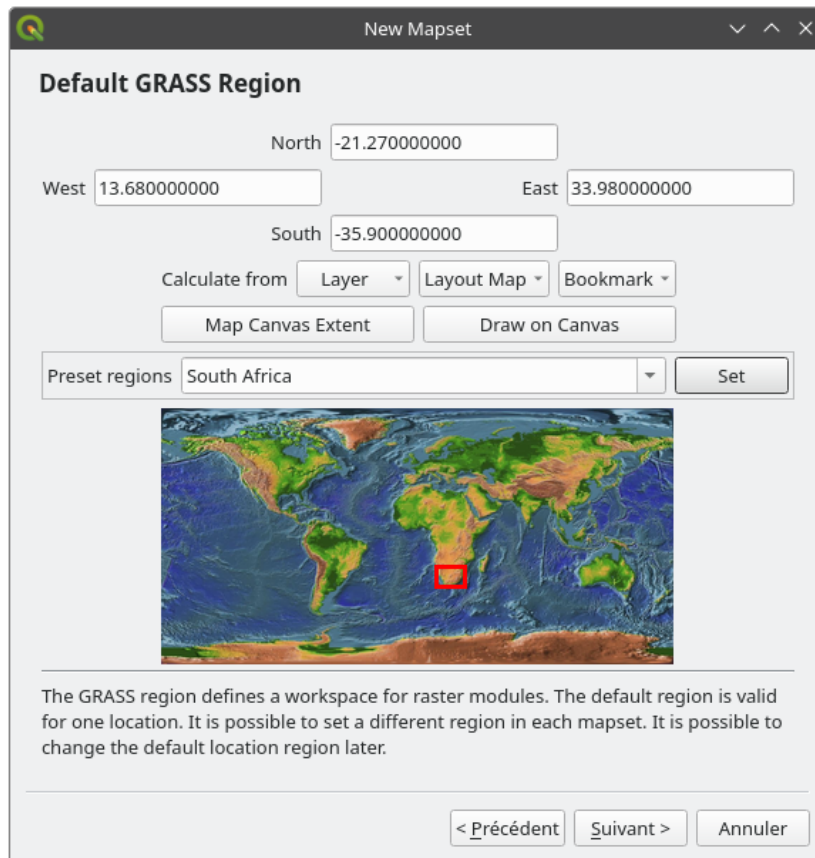 New Mapset
Default GRASS Region
North -21.270000000
West 13.680000000 East 33.980000000
South -35.900000000
Calculate from Layer Layout Map Bookmark
Map Canvas Extent Draw on Canvas
Preset regions South Africa Set
The GRASS region defines a workspace for raster modules. The default region is valid
for one location. It is possible to set a different region in each mapset. It is possible to
change the default location region later.
< Précédent Suivant > Annuler